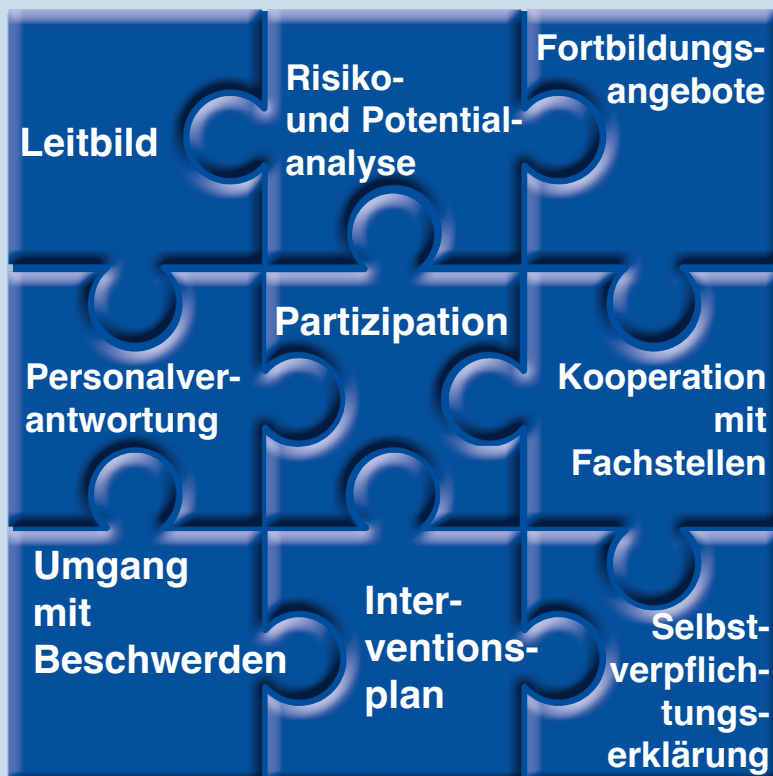 Leitbild
Risiko-
und Potential-
analyse
Fortbildungs-
angebote
Personalver-
antwortung
Partizipation
Kooperation
mit
Fachstellen
Umgang
mit
Beschwerden
Inter-
ventions-
plan
Selbst-
verpflich-
tungs-
erklärung